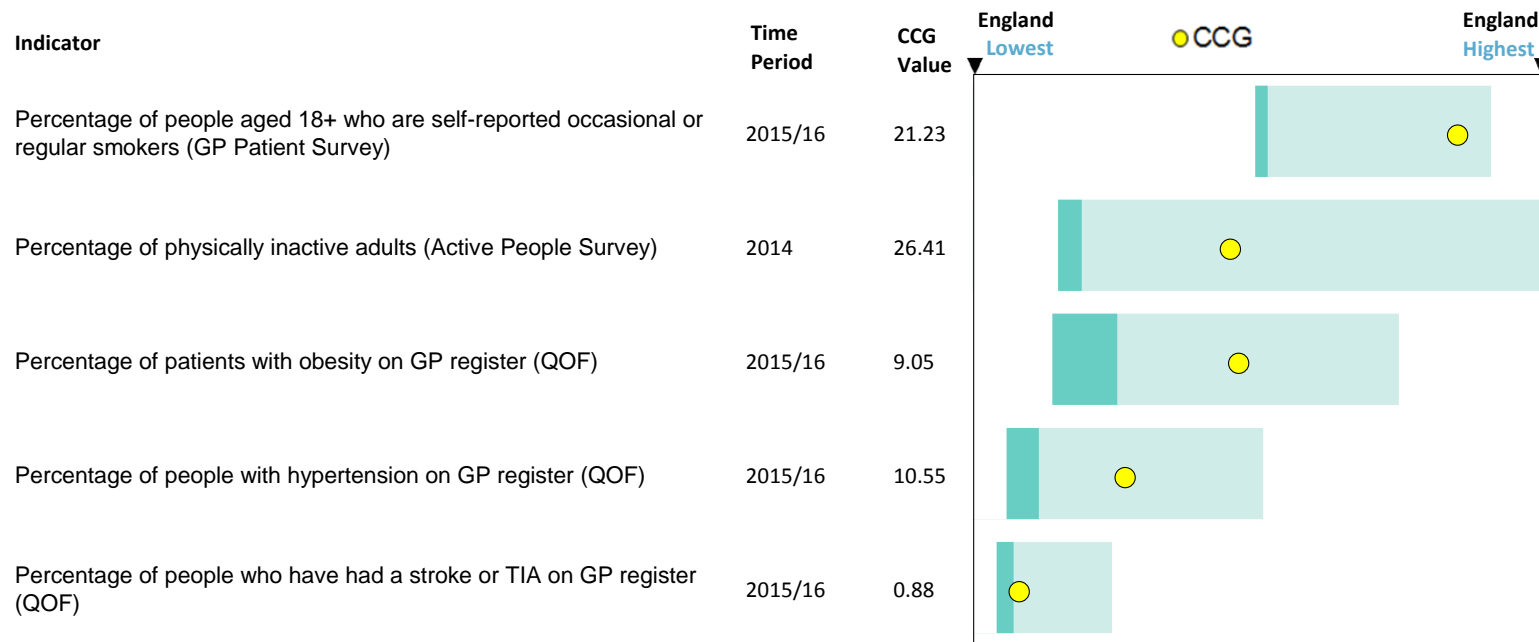 Indicator
Time Period
CCG Value
England Lowest
CCG
England Highest
Percentage of people aged 18+ who are self-reported occasional or
regular smokers (GP Patient Survey)
2015/16
21.23
Percentage of physically inactive adults (Active People Survey)
2014
26.41
Percentage of patients with obesity on GP register (QOF)
2015/16
9.05
Percentage of people with hypertension on GP register (QOF)
2015/16
10.55
Percentage of people who have had a stroke or TIA on GP register
(QOF)
2015/16
0.88